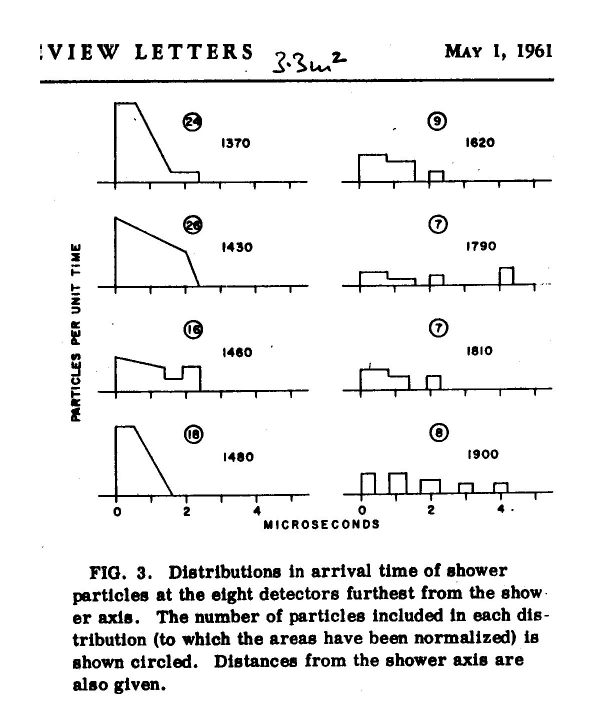 :VIEW LETTERS
3.3m²
MAY 1, 1961
24
1370
9
1620
26
1430
7
1790
PARTICLES PER UNIT TIME
16
1460
7
1810
18
1480
8
1900
0 2 4
0 2 4
MICROSECONDS
FIG. 3. Distributions in arrival time of shower
particles at the eight detectors furthest from the show-
er axis. The number of particles included in each dis-
tribution (to which the areas have been normalized) is
shown circled. Distances from the shower axis are
also given.